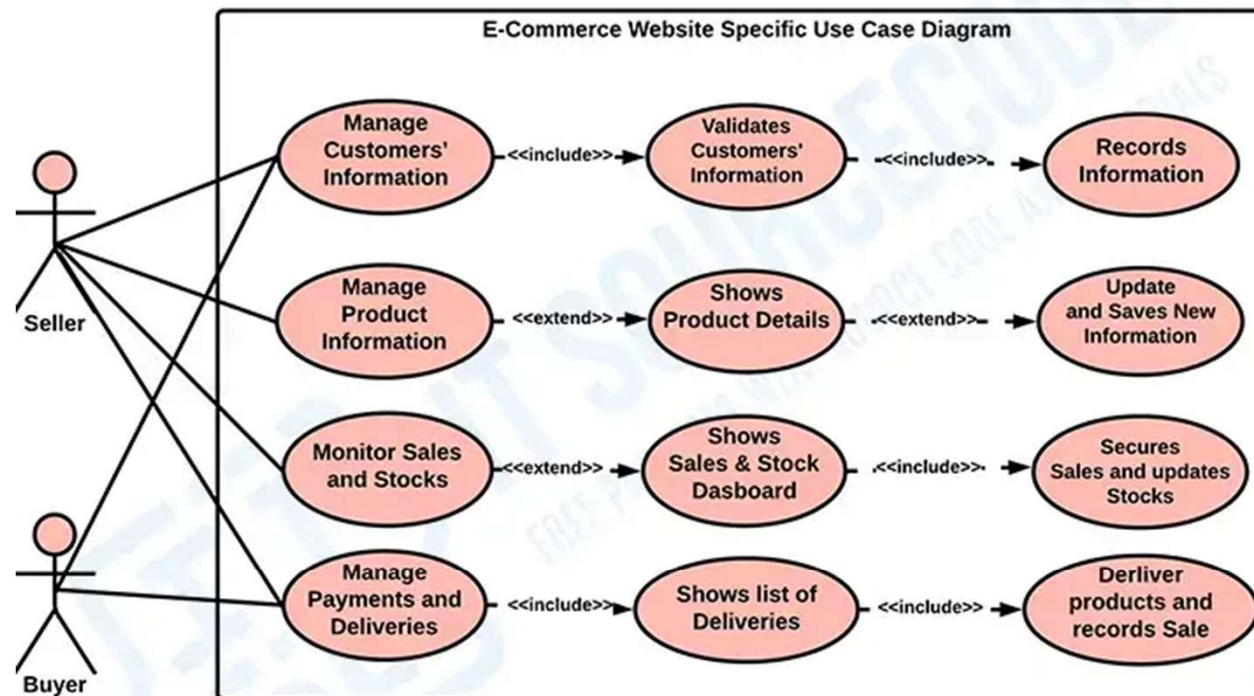 E-Commerce Website Specific Use Case Diagram
Manage
Customers'
Information
<<include>>
Validates
Customers'
Information
<<include>>
Records
Information
Seller
Manage
Product
Information
<<extend>>
Shows
Product Details
<<extend>>
Update
and Saves New
Information
Monitor Sales
and Stocks
<<extend>>
Shows
Sales & Stock
Dasboard
<<include>>
Secures
Sales and updates
Stocks
Buyer
Manage
Payments and
Deliveries
<<include>>
Shows list of
Deliveries
<<include>>
Derliver
products and
records Sale